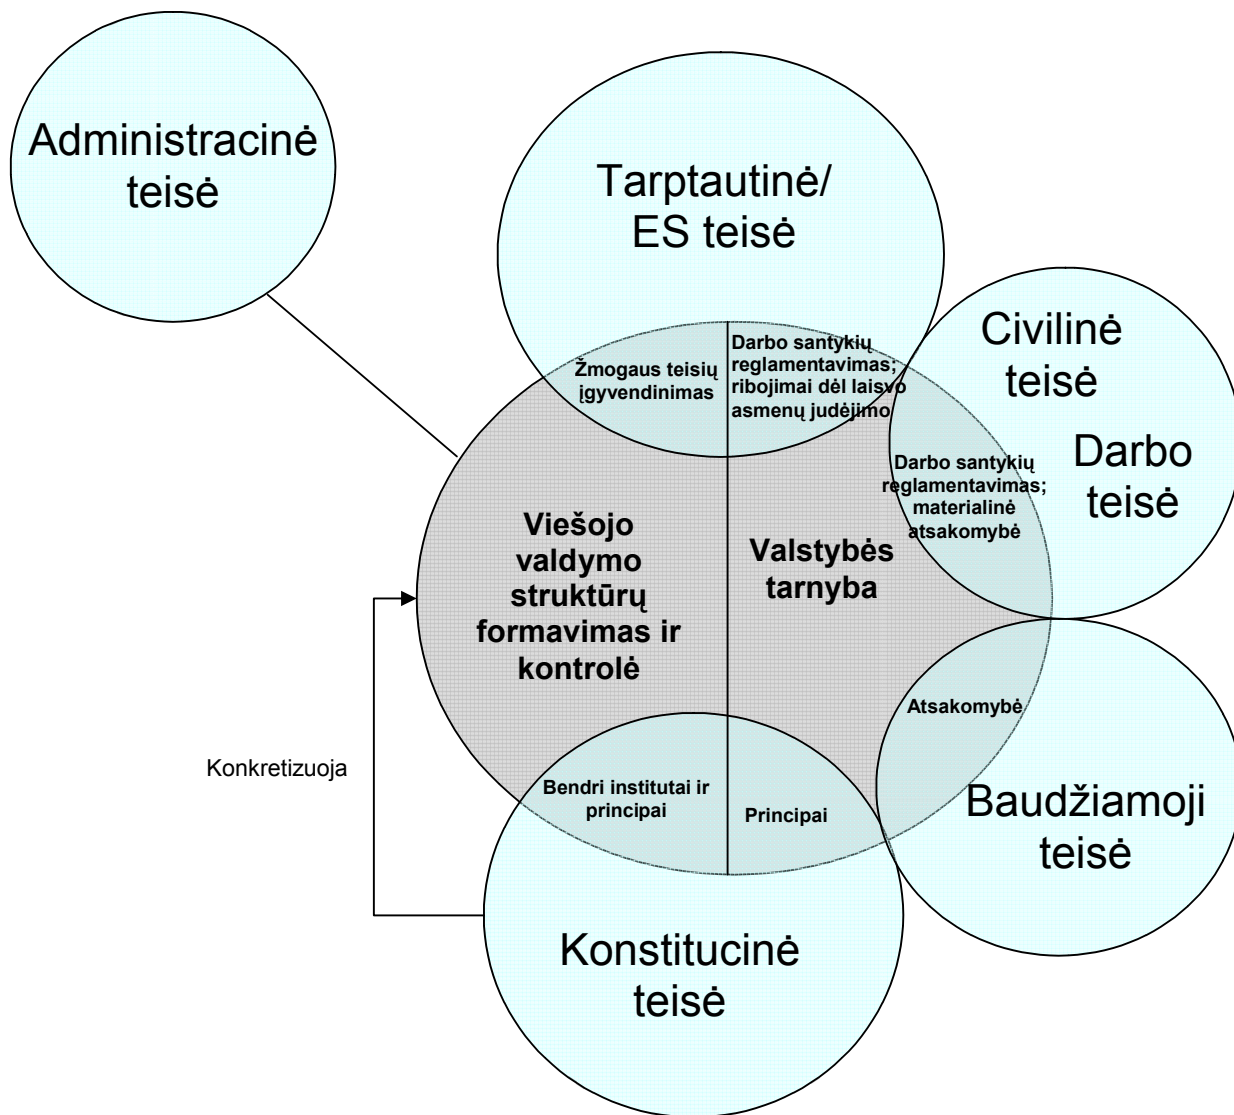 Administracinė
teisė
Tarptautinė/
ES teisė
Civilinė
teisė
Darbo
teisė
Žmogaus teisių
įgyvendinimas
Darbo santykių
reglamentavimas;
ribojimai dėl laisvo
asmenų judėjimo
Darbo santykių
reglamentavimas;
materialinė
atsakomybė
Viešojo
valdymo
struktūrų
formavimas ir
kontrolė
Valstybės
tarnyba
Atsakomybė
Konkretizuoja
Bendri institutai ir
principai
Principai
Baudžiamoji
teisė
Konstitucinė
teisė